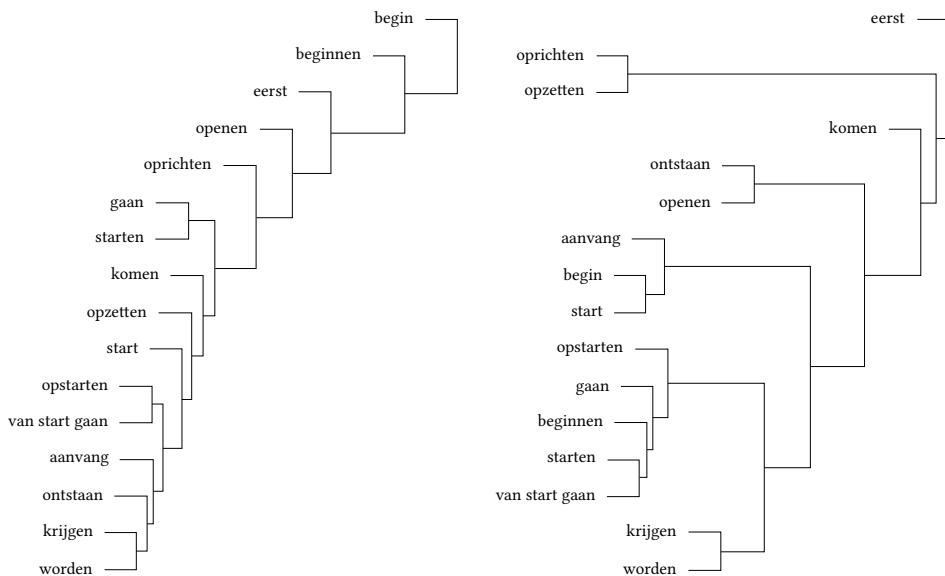 begin
beginnen
eerst
openen
oprichten
gaan
starten
komen
opzetten
start
opstarten
van start gaan
aanvang
ontstaan
krijgen
worden
eerst
oprichten
opzetten
komen
ontstaan
openen
aanvang
begin
start
opstarten
gaan
beginnen
starten
van start gaan
krijgen
worden